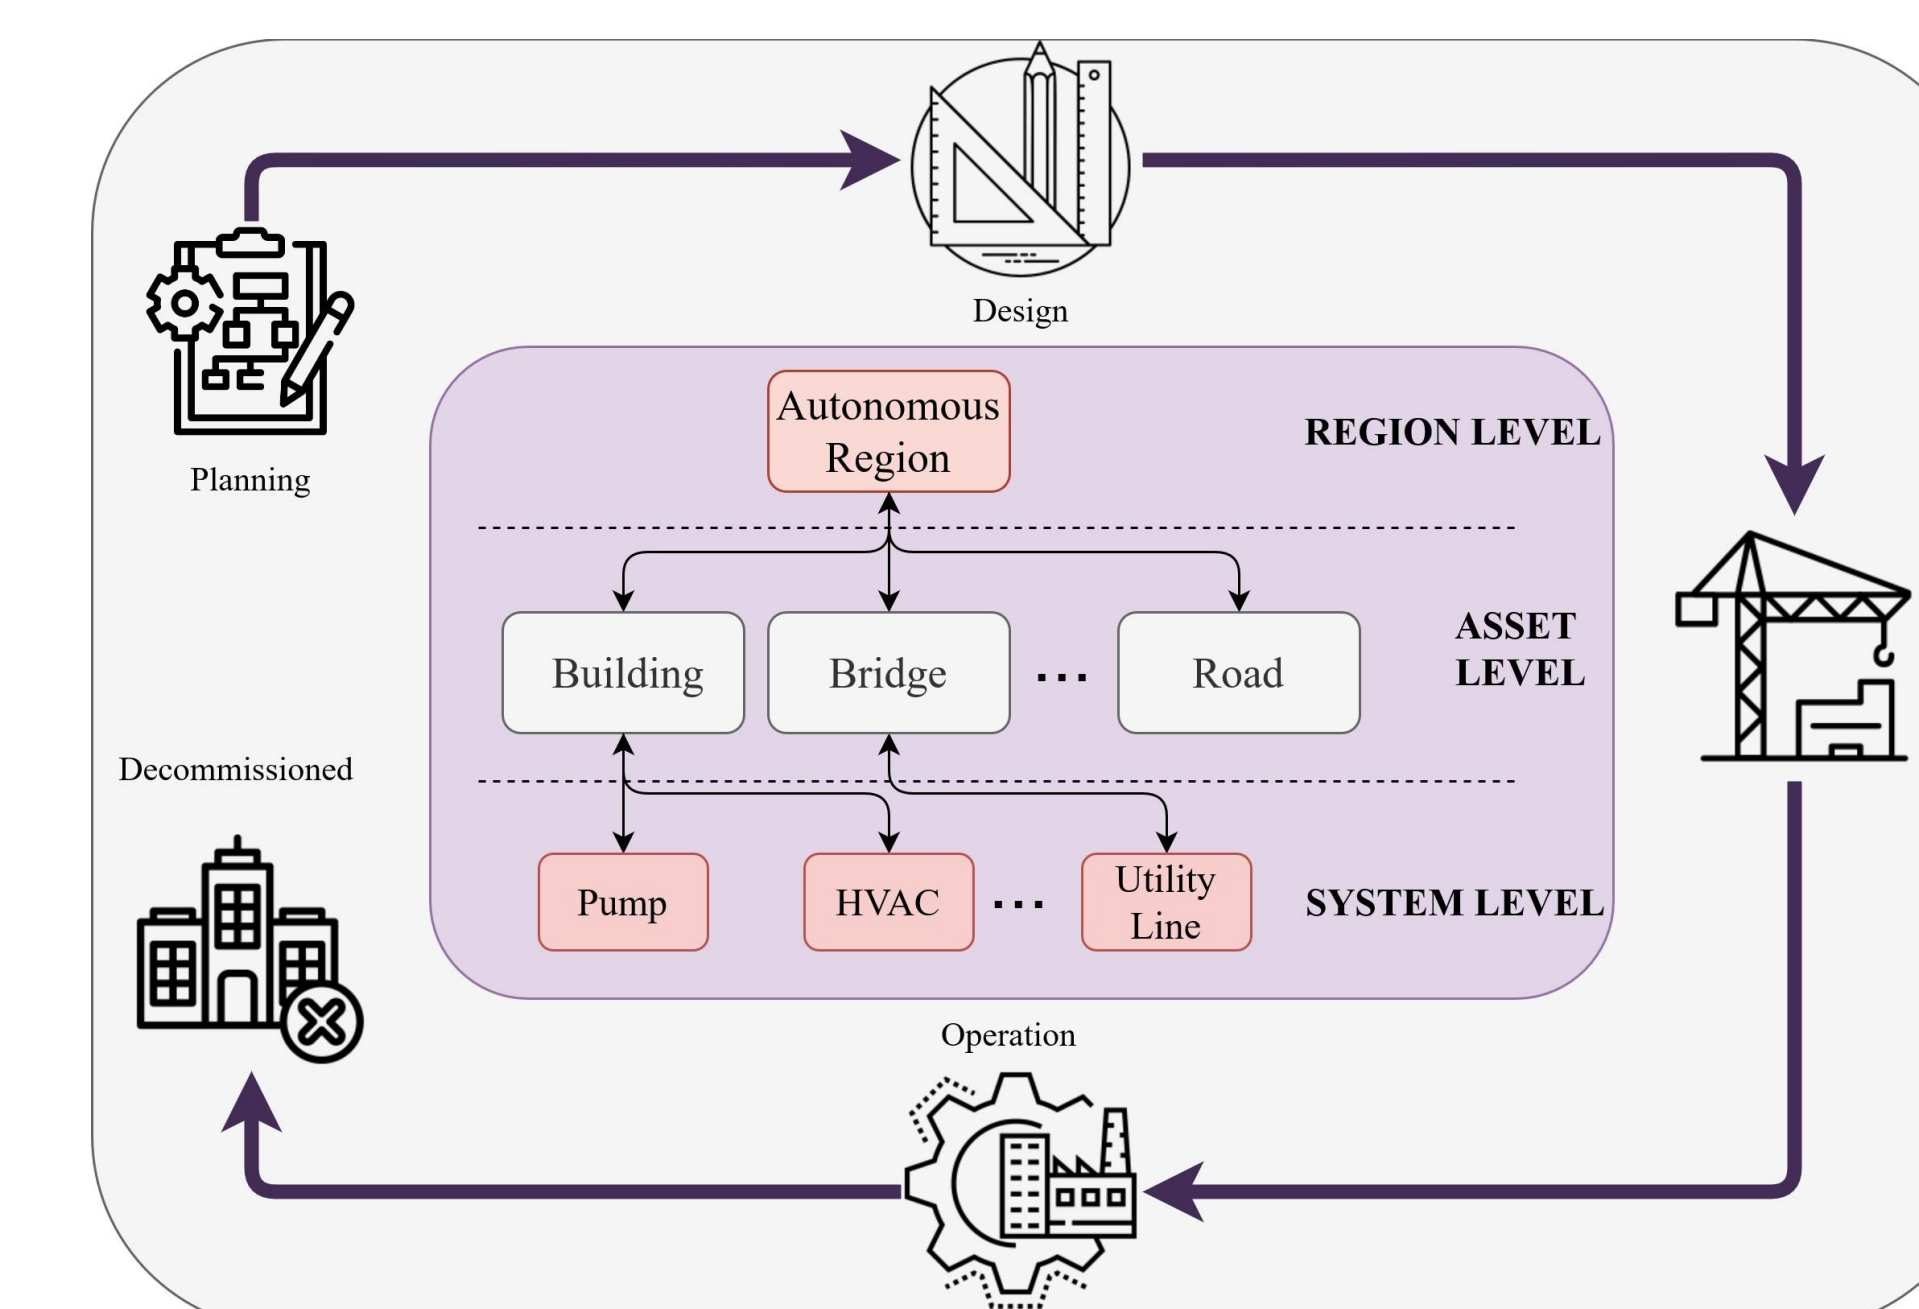 Design
Planning
Autonomous
Region
REGION LEVEL
Building
Bridge
...
Road
ASSET
LEVEL
Decommissioned
Pump
HVAC
...
Utility
Line
SYSTEM LEVEL
Operation